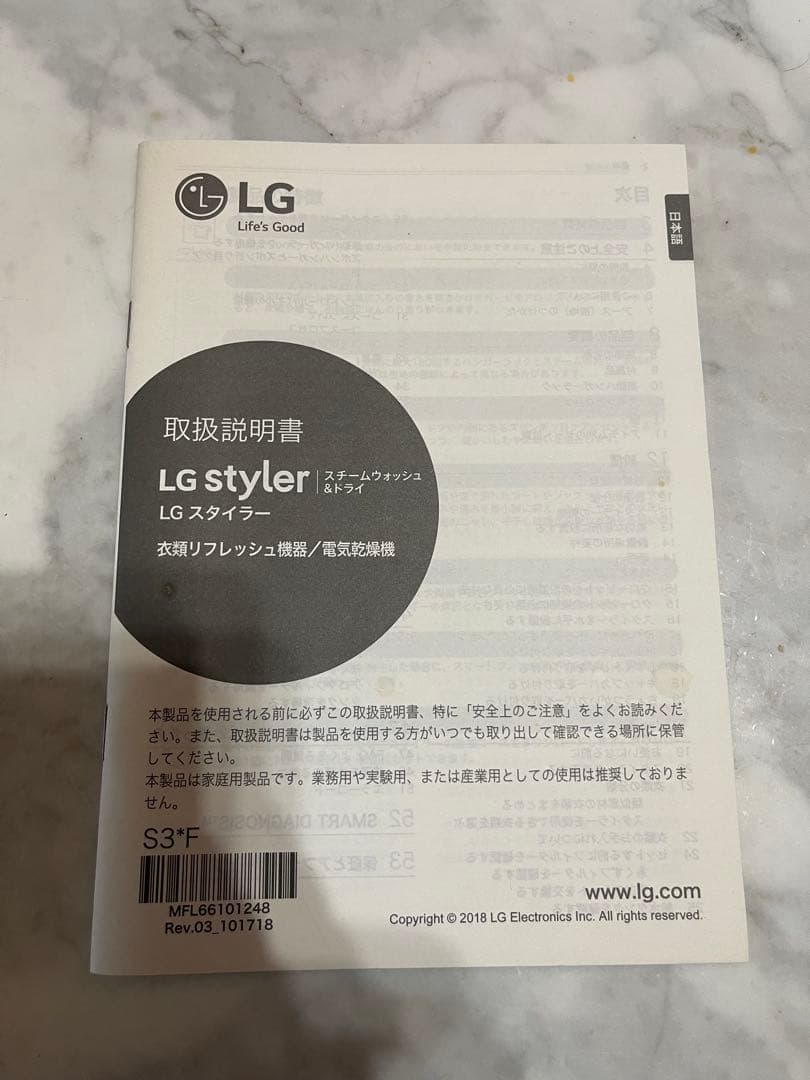 LG
Life's Good
日本語
取扱説明書
LG styler スチームウォッシュ
&ドライ
LG スタイラー
衣類リフレッシュ機器／電気乾燥機
本製品を使用される前に必ずこの取扱説明書、特に「安全上のご注意」をよくお読みくだ
さい。また、取扱説明書は製品を使用する方がいつでも取り出して確認できる場所に保管
してください。
本製品は家庭用製品です。業務用や実験用、または産業用としての使用は推奨しておりま
せん。
S3*F
MFL66101248
Rev.03_101718
www.lg.com
Copyright © 2018 LG Electronics Inc. All rights reserved.